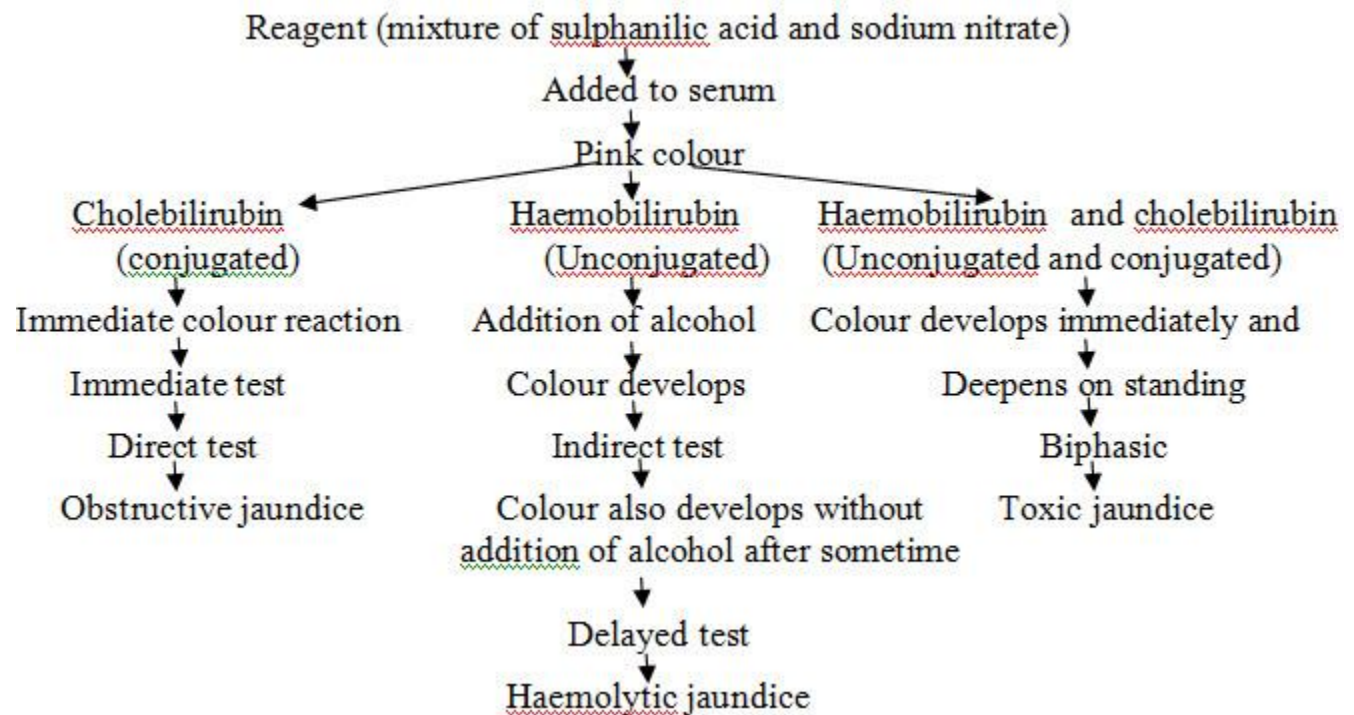 Reagent (mixture of sulphanilic acid and sodium nitrate)
Added to serum
Pink colour
Cholebilirubin
(conjugated)
Immediate colour reaction
Immediate test
Direct test
Obstructive jaundice
Haemobilirubin
(Unconjugated)
Addition of alcohol
Colour develops
Indirect test
Colour also develops without
addition of alcohol after sometime
Delayed test
Haemolytic jaundice
Haemobilirubin and cholebilirubin
(Unconjugated and conjugated)
Colour develops immediately and
Deepens on standing
Biphasic
Toxic jaundice